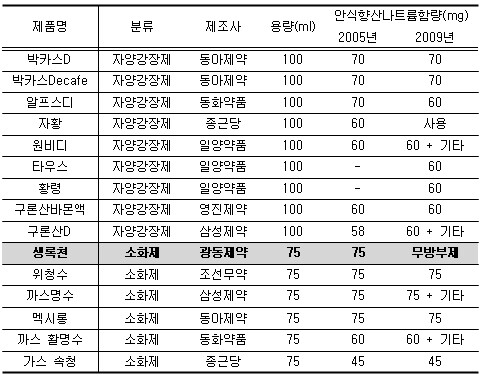 제품명 분류 제조사 용량(ml) 안식향산나트륨함량(mg)
2005년 2009년
박카스D 자양강장제 동아제약 100 70 70
박카스Decafe 자양강장제 동아제약 100 70 70
알프스디 자양강장제 동화약품 100 70 60
자황 자양강장제 종근당 100 60 사용
원비디 자양강장제 일양약품 100 60 60 + 기타
타우스 자양강장제 일양약품 100 - 60
황령 자양강장제 일양약품 100 - 60
구론산바몬액 자양강장제 영진제약 100 60 60
구론산D 자양강장제 삼성제약 100 58 60 + 기타
생록천 소화제 광동제약 75 75 무방부제
위청수 소화제 조선무약 75 75 75
까스명수 소화제 삼성제약 75 75 75 + 기타
멕시롱 소화제 동아제약 75 75 75
까스 활명수 소화제 동화약품 75 60 60 + 기타
가스 속청 소화제 종근당 75 45 45